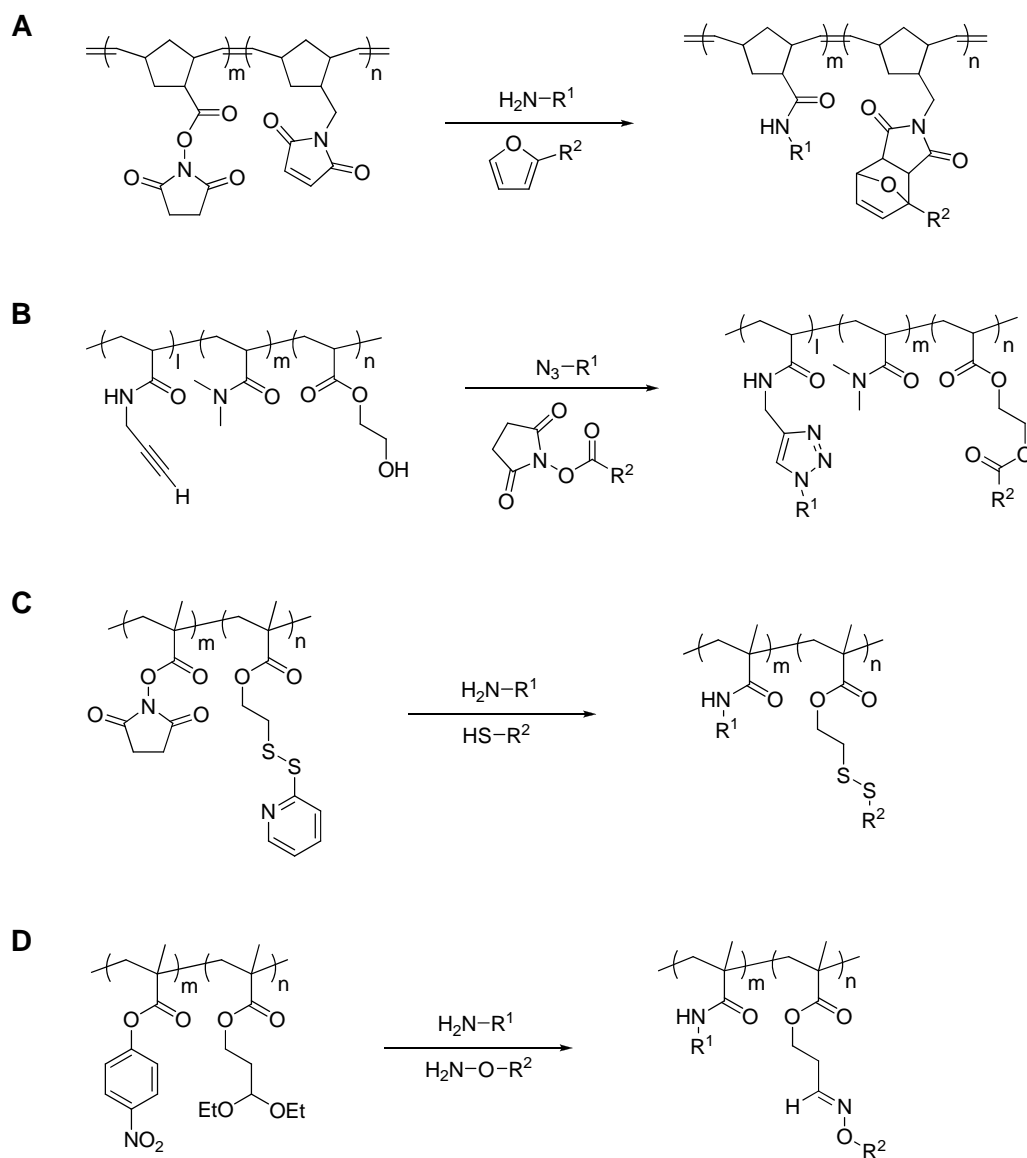 A
m n m n
O O O N O
O N O O
H₂N–R¹
O R²
O HN R¹ O N O
O R²
B
l m n l m n
HN O N O O O
OH
H
N₃–R¹
O N O O R² O
HN O N O O O
N N N R¹
O O R²
C
m n m n
O O O O
O N O
S S
N
H₂N–R¹
HS–R²
HN R¹ O O O
S S R²
D
m n m n
O O O O
NO₂
EtO OEt
H₂N–R¹
H₂N–O–R²
HN R¹ O O O
H N O R²